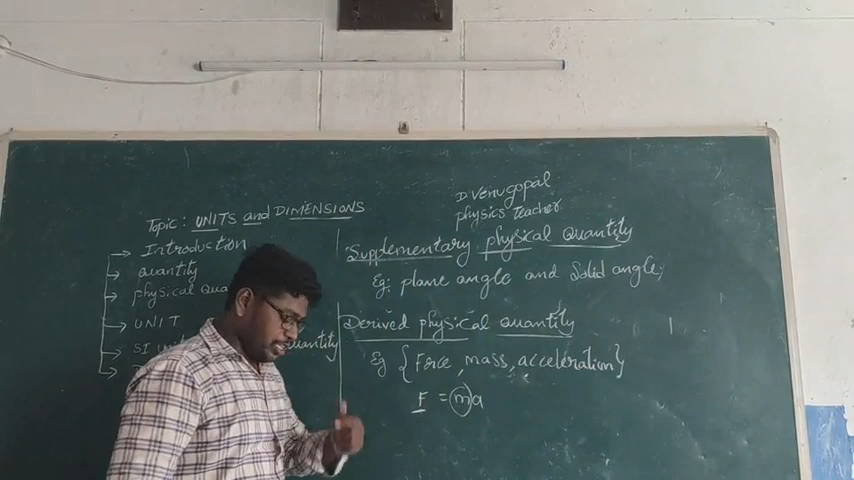 D Venugopal
physics Teacher
Topic: UNITS and DIMENSIONS
Introduction
quantity
physical Qua
UNIT
SI uni
quantity
Supplementary physical quantity
Eg: plane angle and Solid angle;
Derived physical quantity
Eg {Force, mass, acceleration}
F = ma